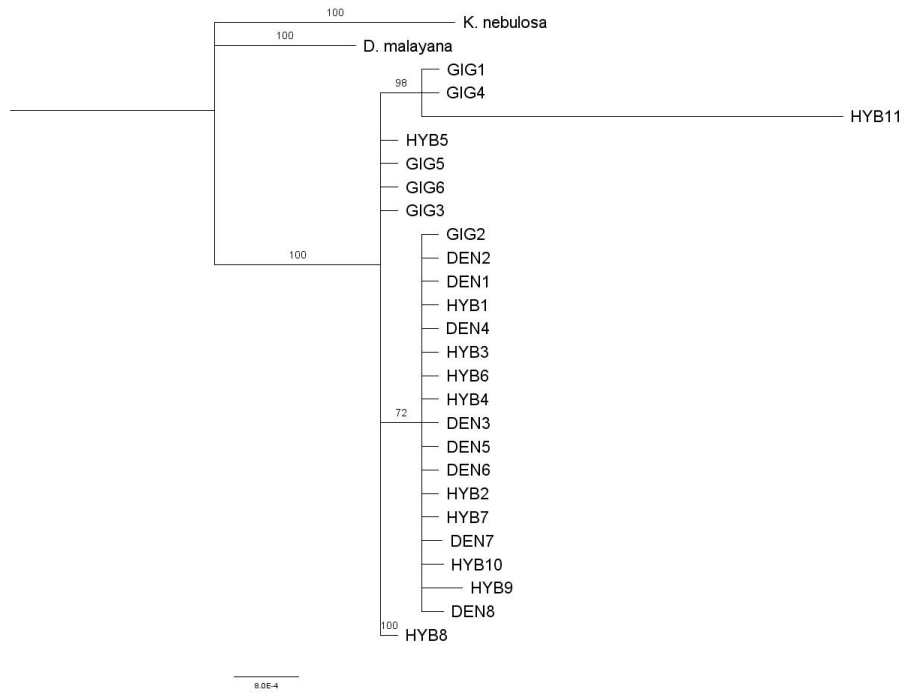 100
K. nebulosa
100
D. malayana
GIG1
98
GIG4
HYB11
HYB5
GIG5
GIG6
GIG3
GIG2
100
DEN2
DEN1
HYB1
DEN4
HYB3
HYB6
HYB4
72
DEN3
DEN5
DEN6
HYB2
HYB7
DEN7
HYB10
HYB9
DEN8
100
HYB8
8.0E-4